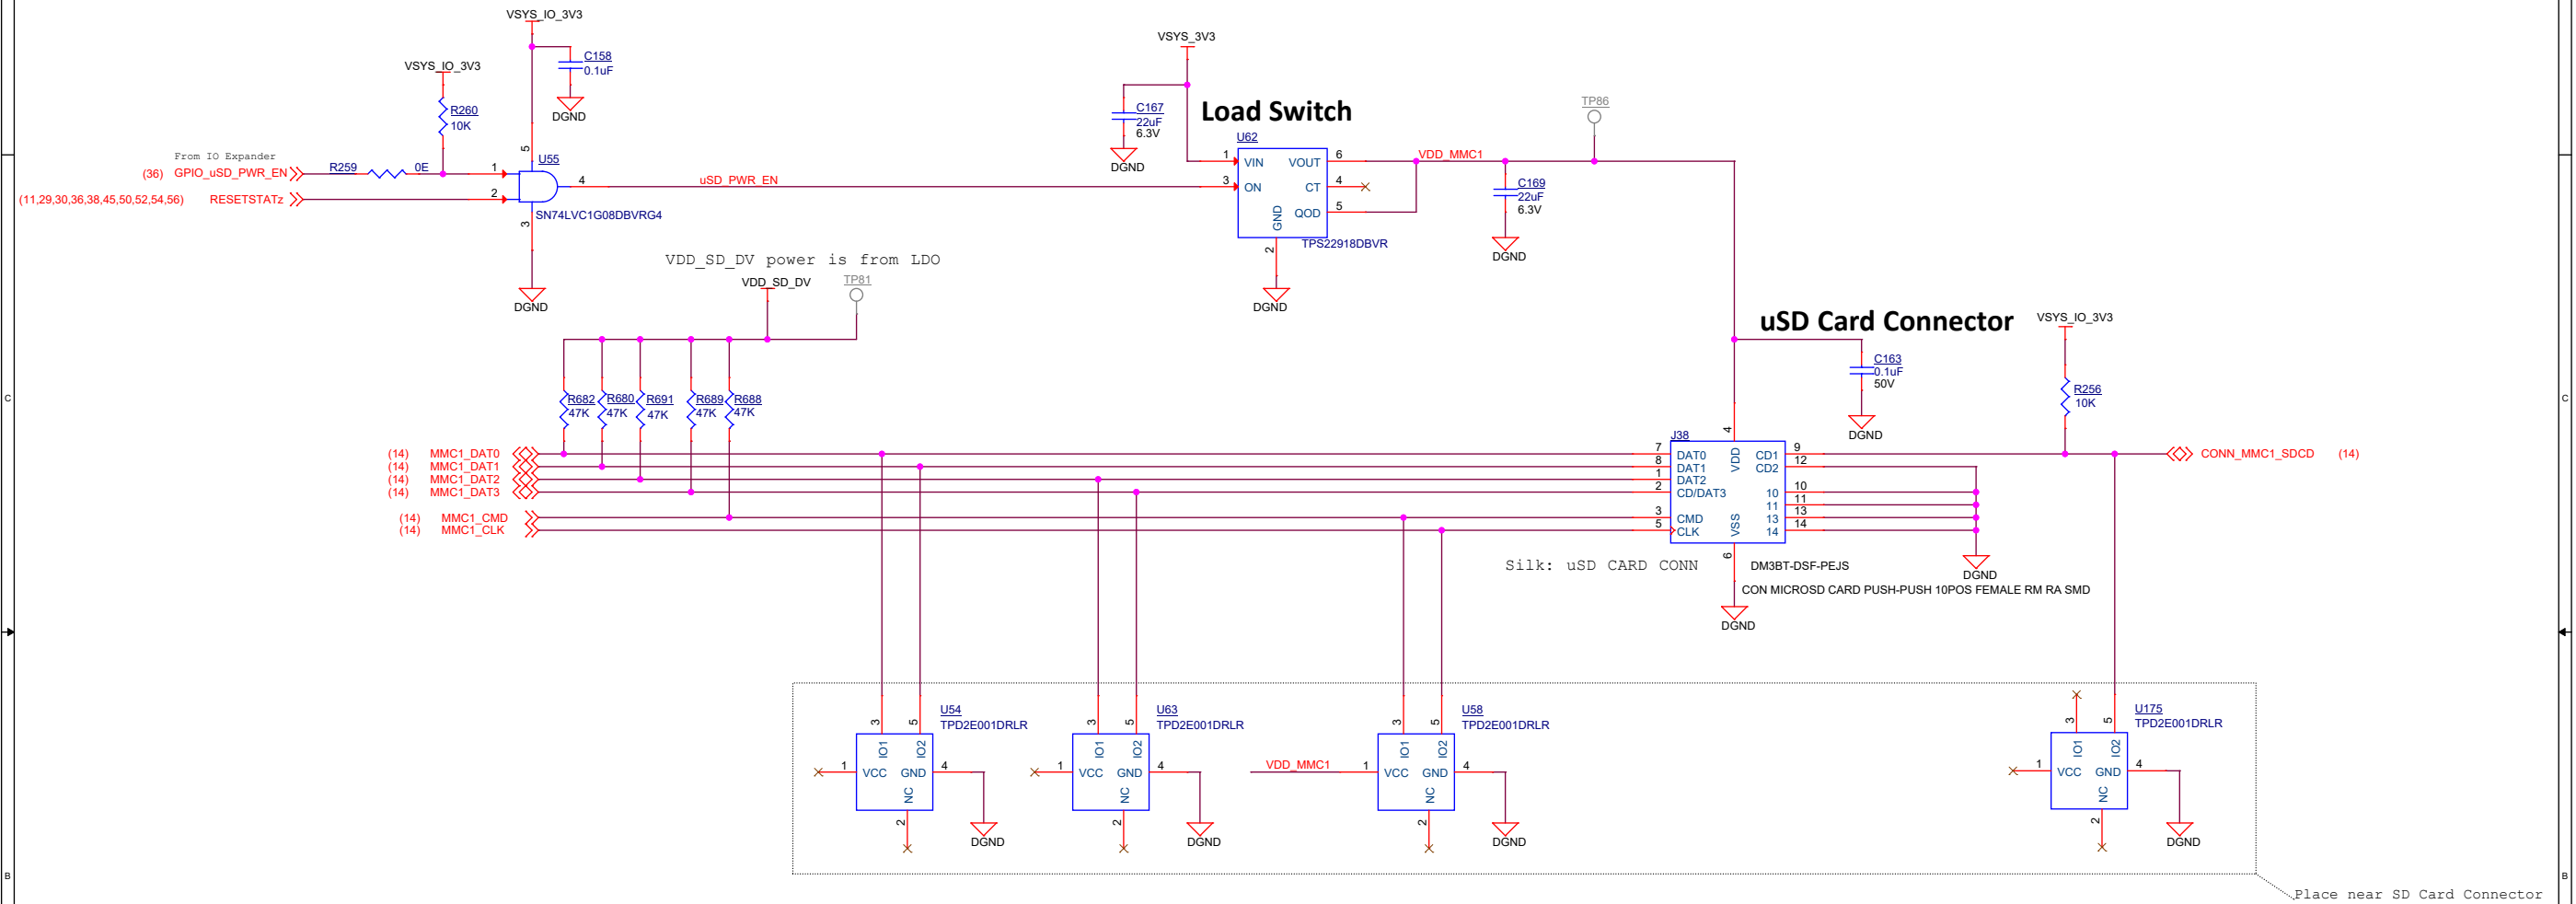 VSYS_IO_3V3
C158
0.1uF
DGND
VSYS_IO_3V3
R260
10K
From IO Expander
(36) GPIO_uSD_PWR_EN
R259
0E
1
5
U55
4
uSD_PWR_EN
(11,29,30,36,38,45,50,52,54,56) RESETSTATz
2
SN74LVC1G08DBVRG4
3
DGND
VSYS_3V3
C167
22uF
6.3V
DGND
Load Switch
U62
1 VIN VOUT 6
3 ON CT 4
GND QOD 5
2
TPS22918DBVR
DGND
VDD_MMC1
TP86
C169
22uF
6.3V
DGND
VDD_SD_DV power is from LDO
VDD_SD_DV
TP81
R682
47K
R680
47K
R691
47K
R689
47K
R688
47K
(14) MMC1_DAT0
(14) MMC1_DAT1
(14) MMC1_DAT2
(14) MMC1_DAT3
(14) MMC1_CMD
(14) MMC1_CLK
uSD Card Connector
C163
0.1uF
50V
DGND
VSYS_IO_3V3
R256
10K
J38
4
VDD
7 DAT0 CD1 9
8 DAT1 CD2 12
1 DAT2
2 CD/DAT3 10 10
11 11
3 CMD 13 13
5 CLK 14 14
VSS
6
CONN_MMC1_SDCD (14)
DGND
Silk: uSD CARD CONN
DM3BT-DSF-PEJS
CON MICROSD CARD PUSH-PUSH 10POS FEMALE RM RA SMD
DGND
U54
TPD2E001DRLR
3 5
IO1 IO2
1 VCC GND 4
NC
2
DGND
U63
TPD2E001DRLR
3 5
IO1 IO2
1 VCC GND 4
NC
2
DGND
U58
TPD2E001DRLR
3 5
IO1 IO2
VDD_MMC1
1 VCC GND 4
NC
2
DGND
U175
TPD2E001DRLR
3 5
IO1 IO2
1 VCC GND 4
NC
2
DGND
Place near SD Card Connector
C
C
B
B